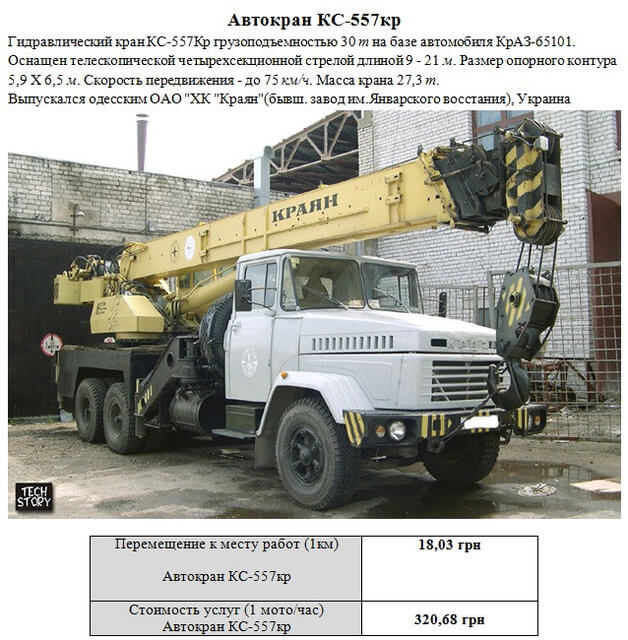 Автокран КС-557кр
Гидравлический кран КС-557Кр грузоподъемностью 30 т на базе автомобиля КрАЗ-65101.
Оснащен телескопической четырехсекционной стрелой длиной 9 - 21 м. Размер опорного контура
5,9 Х 6,5 м. Скорость передвижения - до 75 км/ч. Масса крана 27,3 т.
Выпускался одесским ОАО "ХК "Краян"(бывш. завод им.Январского восстания), Украина
КРАЯН
TECH
STORY
Перемещение к месту работ (1км)
18,03 грн
Автокран КС-557кр
Стоимость услуг (1 мото/час)
Автокран КС-557кр
320,68 грн